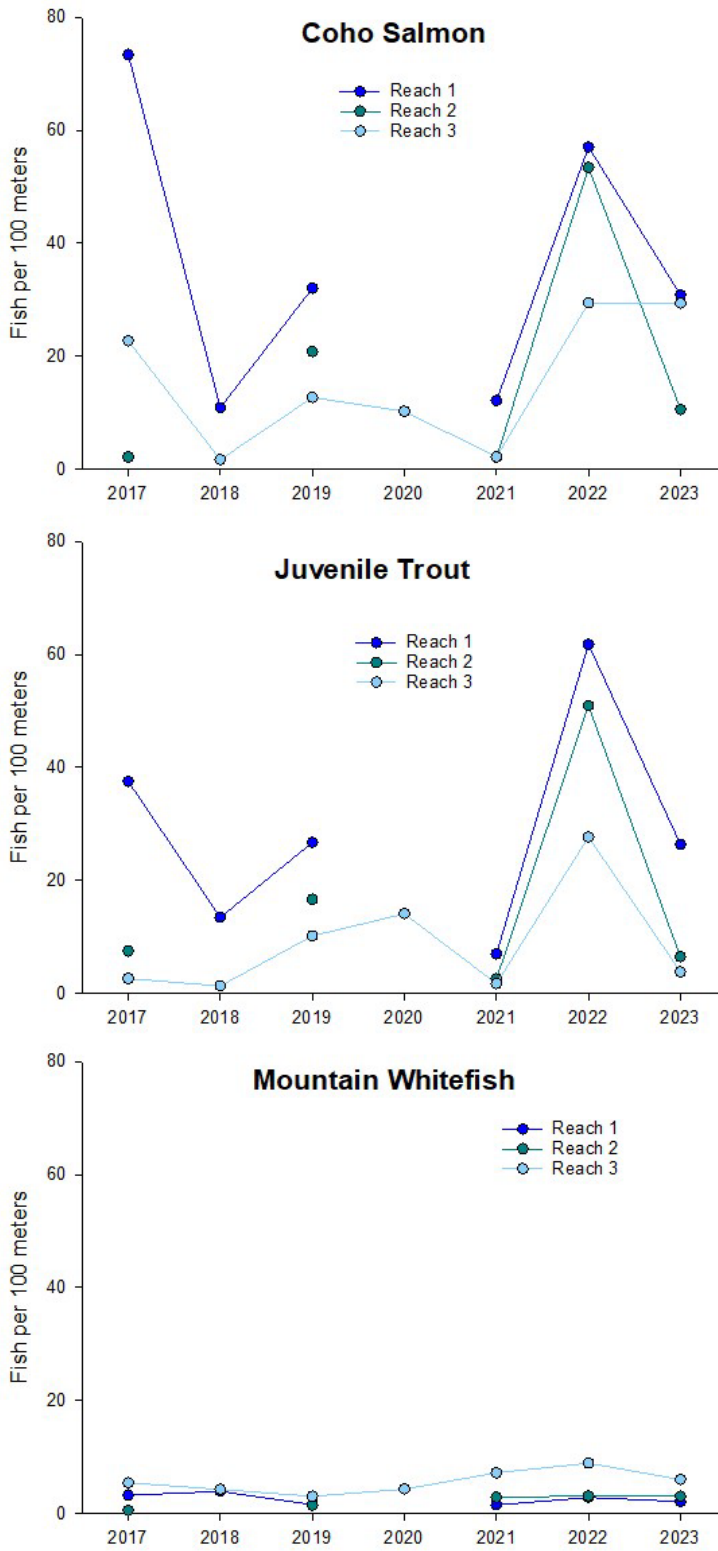 Coho Salmon
Reach 1
Reach 2
Reach 3
Fish per 100 meters
80
60
40
20
0
2017 2018 2019 2020 2021 2022 2023
Juvenile Trout
Reach 1
Reach 2
Reach 3
Fish per 100 meters
80
60
40
20
0
2017 2018 2019 2020 2021 2022 2023
Mountain Whitefish
Reach 1
Reach 2
Reach 3
Fish per 100 meters
80
60
40
20
0
2017 2018 2019 2020 2021 2022 2023